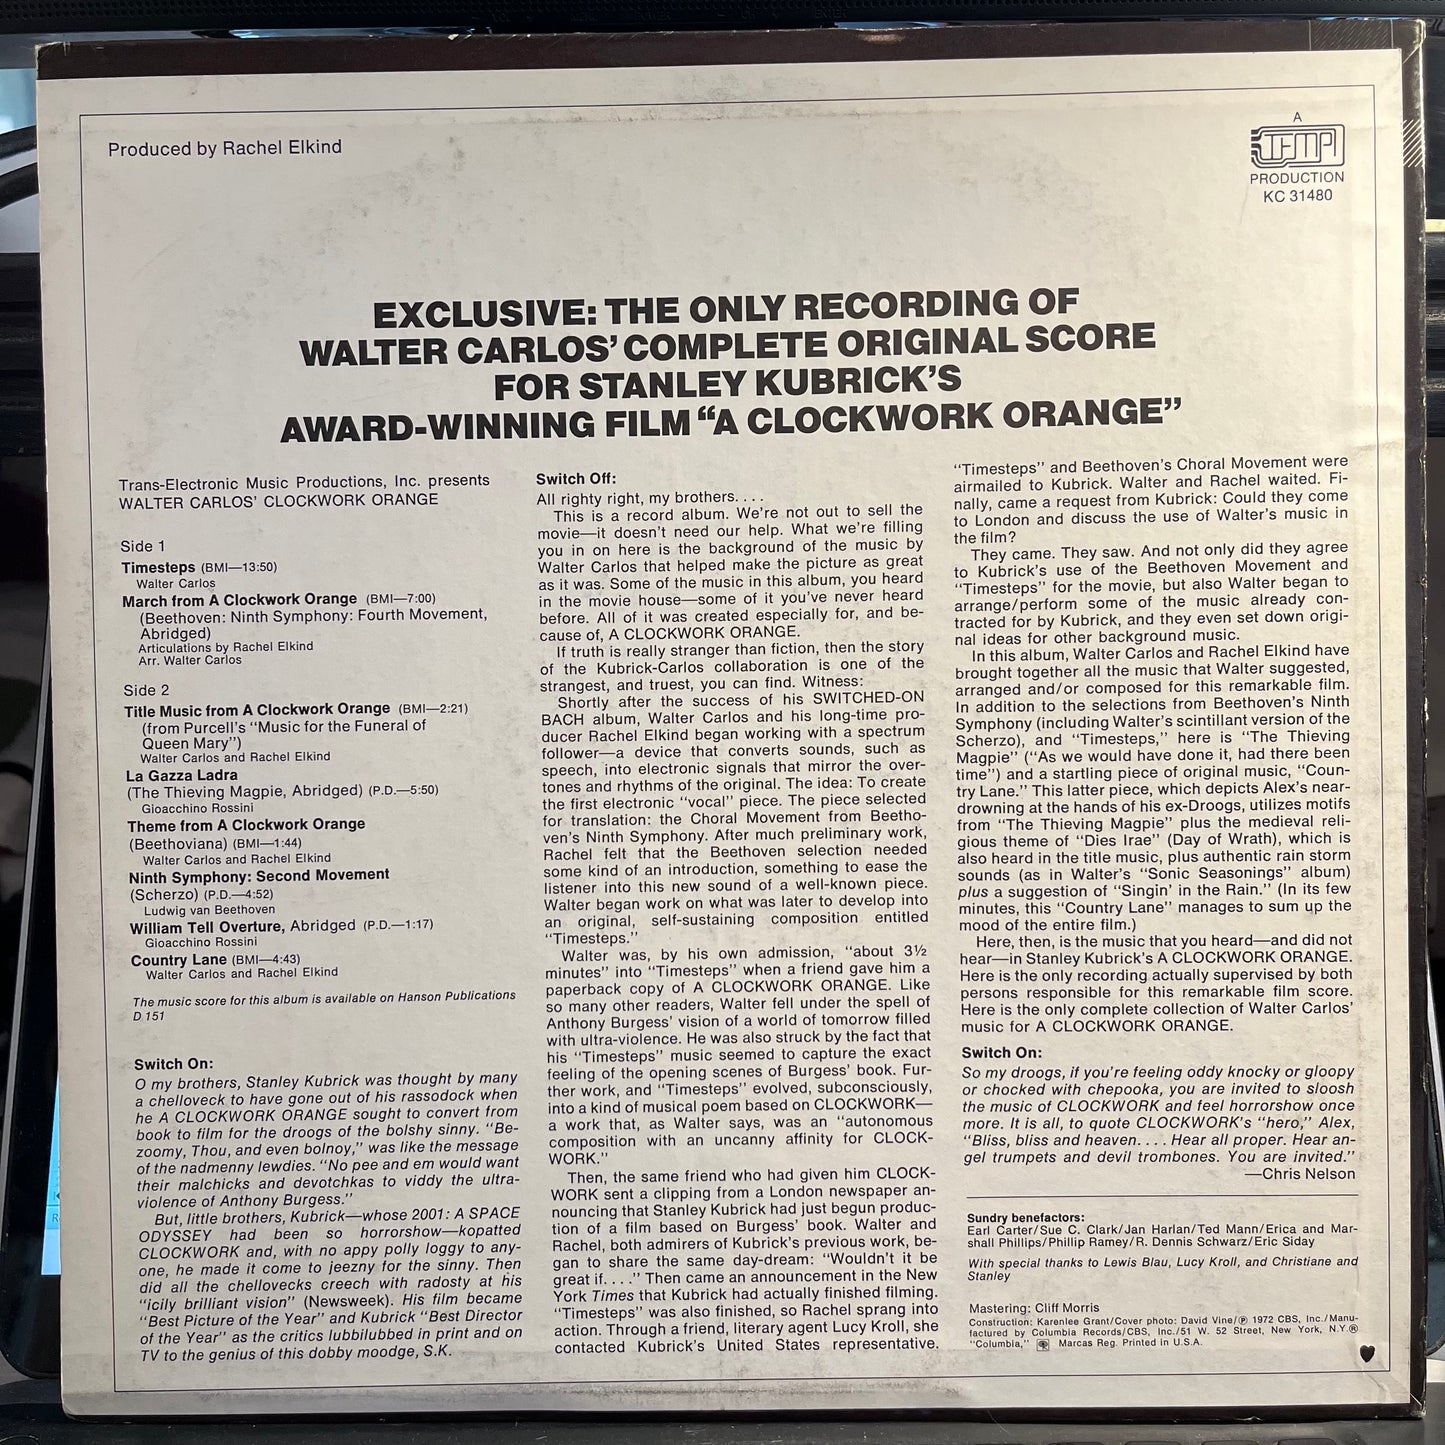 Produced by Rachel Elkind
A
TEMPI
PRODUCTION
KC 31480
EXCLUSIVE: THE ONLY RECORDING OF
WALTER CARLOS' COMPLETE ORIGINAL SCORE
FOR STANLEY KUBRICK'S
AWARD-WINNING FILM “A CLOCKWORK ORANGE”
Trans-Electronic Music Productions, Inc. presents
WALTER CARLOS' CLOCKWORK ORANGE
Side 1
Timesteps (BMI—13:50)
Walter Carlos
March from A Clockwork Orange (BMI—7:00)
(Beethoven: Ninth Symphony: Fourth Movement,
Abridged)
Articulations by Rachel Elkind
Arr. Walter Carlos
Side 2
Title Music from A Clockwork Orange (BMI—2:21)
(from Purcell's “Music for the Funeral of
Queen Mary”)
Walter Carlos and Rachel Elkind
La Gazza Ladra
(The Thieving Magpie, Abridged) (P.D.—5:50)
Gioacchino Rossini
Theme from A Clockwork Orange
(Beethoviana) (BMI—1:44)
Walter Carlos and Rachel Elkind
Ninth Symphony: Second Movement
(Scherzo) (P.D.—4:52)
Ludwig van Beethoven
William Tell Overture, Abridged (P.D.—1:17)
Gioacchino Rossini
Country Lane (BMI—4:43)
Walter Carlos and Rachel Elkind
The music score for this album is available on Hanson Publications
D 151
Switch On:
O my brothers, Stanley Kubrick was thought by many
a chelloveck to have gone out of his rassodock when
he A CLOCKWORK ORANGE sought to convert from
book to film for the droogs of the bolshy sinny. “Be-
zoomy, Thou, and even bolnoy,” was like the message
of the nadmenny lewdies. “No pee and em would want
their malchicks and devotchkas to viddy the ultra-
violence of Anthony Burgess.”
But, little brothers, Kubrick—whose 2001: A SPACE
ODYSSEY had been so horrorshow—kopatted
CLOCKWORK and, with no appy polly loggy to any-
one, he made it come to jeezny for the sinny. Then
did all the chellovecks creech with radosty at his
“icily brilliant vision” (Newsweek). His film became
“Best Picture of the Year” and Kubrick “Best Director
of the Year” as the critics lubbilubbed in print and on
TV to the genius of this dobby moodge, S.K.
Switch Off:
All righty right, my brothers. . . .
This is a record album. We're not out to sell the
movie—it doesn't need our help. What we're filling
you in on here is the background of the music by
Walter Carlos that helped make the picture as great
as it was. Some of the music in this album, you heard
in the movie house—some of it you've never heard
before. All of it was created especially for, and be-
cause of, A CLOCKWORK ORANGE.
If truth is really stranger than fiction, then the story
of the Kubrick-Carlos collaboration is one of the
strangest, and truest, you can find. Witness:
Shortly after the success of his SWITCHED-ON
BACH album, Walter Carlos and his long-time pro-
ducer Rachel Elkind began working with a spectrum
follower—a device that converts sounds, such as
speech, into electronic signals that mirror the over-
tones and rhythms of the original. The idea: To create
the first electronic “vocal” piece. The piece selected
for translation: the Choral Movement from Beetho-
ven's Ninth Symphony. After much preliminary work,
Rachel felt that the Beethoven selection needed
some kind of an introduction, something to ease the
listener into this new sound of a well-known piece.
Walter began work on what was later to develop into
an original, self-sustaining composition entitled
“Timesteps.”
Walter was, by his own admission, “about 3½
minutes” into “Timesteps” when a friend gave him a
paperback copy of A CLOCKWORK ORANGE. Like
so many other readers, Walter fell under the spell of
Anthony Burgess' vision of a world of tomorrow filled
with ultra-violence. He was also struck by the fact that
his “Timesteps” music seemed to capture the exact
feeling of the opening scenes of Burgess' book. Fur-
ther work, and “Timesteps” evolved, subconsciously,
into a kind of musical poem based on CLOCKWORK—
a work that, as Walter says, was an “autonomous
composition with an uncanny affinity for CLOCK-
WORK.”
Then, the same friend who had given him CLOCK-
WORK sent a clipping from a London newspaper an-
nouncing that Stanley Kubrick had just begun produc-
tion of a film based on Burgess' book. Walter and
Rachel, both admirers of Kubrick's previous work, be-
gan to share the same day-dream: “Wouldn't it be
great if. . . .” Then came an announcement in the New
York Times that Kubrick had actually finished filming.
“Timesteps” was also finished, so Rachel sprang into
action. Through a friend, literary agent Lucy Kroll, she
contacted Kubrick's United States representative.
“Timesteps” and Beethoven's Choral Movement were
airmailed to Kubrick. Walter and Rachel waited. Fi-
nally, came a request from Kubrick: Could they come
to London and discuss the use of Walter's music in
the film?
They came. They saw. And not only did they agree
to Kubrick's use of the Beethoven Movement and
“Timesteps” for the movie, but also Walter began to
arrange/perform some of the music already con-
tracted for by Kubrick, and they even set down origi-
nal ideas for other background music.
In this album, Walter Carlos and Rachel Elkind have
brought together all the music that Walter suggested,
arranged and/or composed for this remarkable film.
In addition to the selections from Beethoven's Ninth
Symphony (including Walter's scintillant version of the
Scherzo), and “Timesteps,” here is “The Thieving
Magpie” (“As we would have done it, had there been
time”) and a startling piece of original music, “Coun-
try Lane.” This latter piece, which depicts Alex's near-
drowning at the hands of his ex-Droogs, utilizes motifs
from “The Thieving Magpie” plus the medieval reli-
gious theme of “Dies Irae” (Day of Wrath), which is
also heard in the title music, plus authentic rain storm
sounds (as in Walter's “Sonic Seasonings” album)
plus a suggestion of “Singin' in the Rain.” (In its few
minutes, this “Country Lane” manages to sum up the
mood of the entire film.)
Here, then, is the music that you heard—and did not
hear—in Stanley Kubrick's A CLOCKWORK ORANGE.
Here is the only recording actually supervised by both
persons responsible for this remarkable film score.
Here is the only complete collection of Walter Carlos'
music for A CLOCKWORK ORANGE.
Switch On:
So my droogs, if you're feeling oddy knocky or gloopy
or chocked with chepooka, you are invited to sloosh
the music of CLOCKWORK and feel horrorshow once
more. It is all, to quote CLOCKWORK's “hero,” Alex,
“Bliss, bliss and heaven. . . . Hear all proper. Hear an-
gel trumpets and devil trombones. You are invited.”
—Chris Nelson
Sundry benefactors:
Earl Carter/Sue C. Clark/Jan Harlan/Ted Mann/Erica and Mar-
shall Phillips/Phillip Ramey/R. Dennis Schwarz/Eric Siday
With special thanks to Lewis Blau, Lucy Kroll, and Christiane and
Stanley
Mastering: Cliff Morris
Construction: Karenlee Grant/Cover photo: David Vine/℗ 1972 CBS, Inc./Manu-
factured by Columbia Records/CBS, Inc./51 W. 52 Street, New York, N.Y.®
“Columbia,” Marcas Reg. Printed in U.S.A.